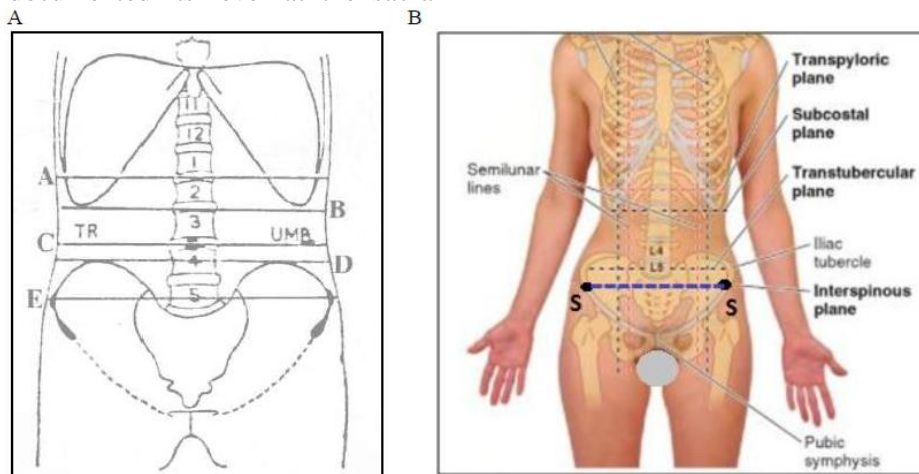 A
B
11
12
1
A
2
B
3
TR
UMB
C
4
D
E
5
Transpyloric
plane
Subcostal
plane
Semilunar
lines
Transtubercular
plane
L4
L5
Iliac
tubercle
S
S
Interspinous
plane
Pubic
symphysis